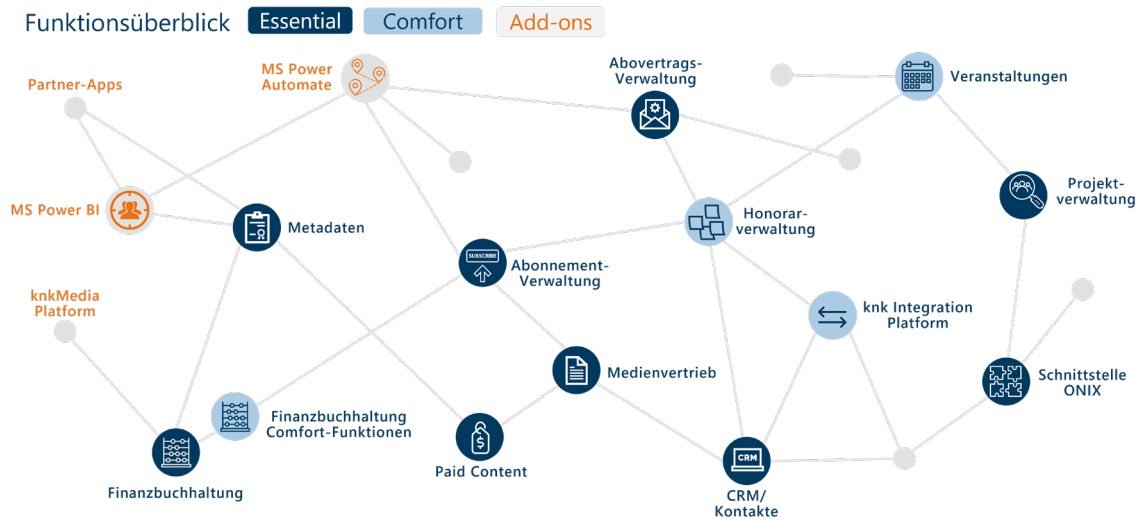 Funktionsüberblick
Essential
Comfort
Add-ons
Partner-Apps
MS Power
Automate
Abovertrags-
Verwaltung
Veranstaltungen
MS Power BI
Metadaten
SUBSCRIBE
Abonnement-
Verwaltung
Honorar-
verwaltung
Projekt-
verwaltung
knkMedia
Platform
knk Integration
Platform
Medienvertrieb
Schnittstelle
ONIX
Finanzbuchhaltung
Comfort-Funktionen
Finanzbuchhaltung
$
Paid Content
CRM
CRM/
Kontakte